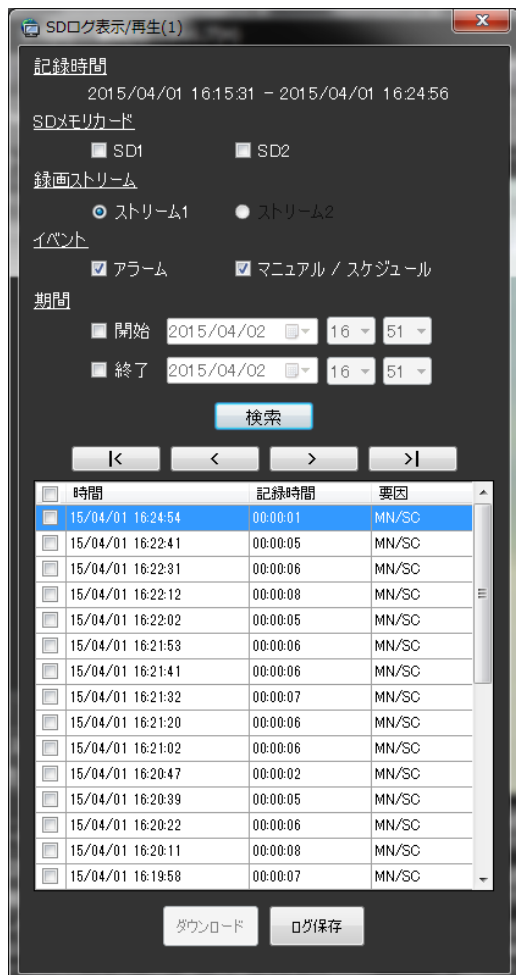 SDログ表示/再生(1)
記録時間
2015/04/01 16:15:31 - 2015/04/01 16:24:56
SDメモリカード
SD1 SD2
録画ストリーム
ストリーム1 ストリーム2
イベント
アラーム マニュアル / スケジュール
期間
開始 2015/04/02 16 51
終了 2015/04/02 16 51
検索
|< < > >|
時間 記録時間 要因
15/04/01 16:24:54 00:00:01 MN/SC
15/04/01 16:22:41 00:00:05 MN/SC
15/04/01 16:22:31 00:00:06 MN/SC
15/04/01 16:22:12 00:00:08 MN/SC
15/04/01 16:22:02 00:00:05 MN/SC
15/04/01 16:21:53 00:00:06 MN/SC
15/04/01 16:21:41 00:00:06 MN/SC
15/04/01 16:21:32 00:00:07 MN/SC
15/04/01 16:21:20 00:00:06 MN/SC
15/04/01 16:21:02 00:00:06 MN/SC
15/04/01 16:20:47 00:00:02 MN/SC
15/04/01 16:20:39 00:00:05 MN/SC
15/04/01 16:20:22 00:00:06 MN/SC
15/04/01 16:20:11 00:00:08 MN/SC
15/04/01 16:19:58 00:00:07 MN/SC
ダウンロード ログ保存